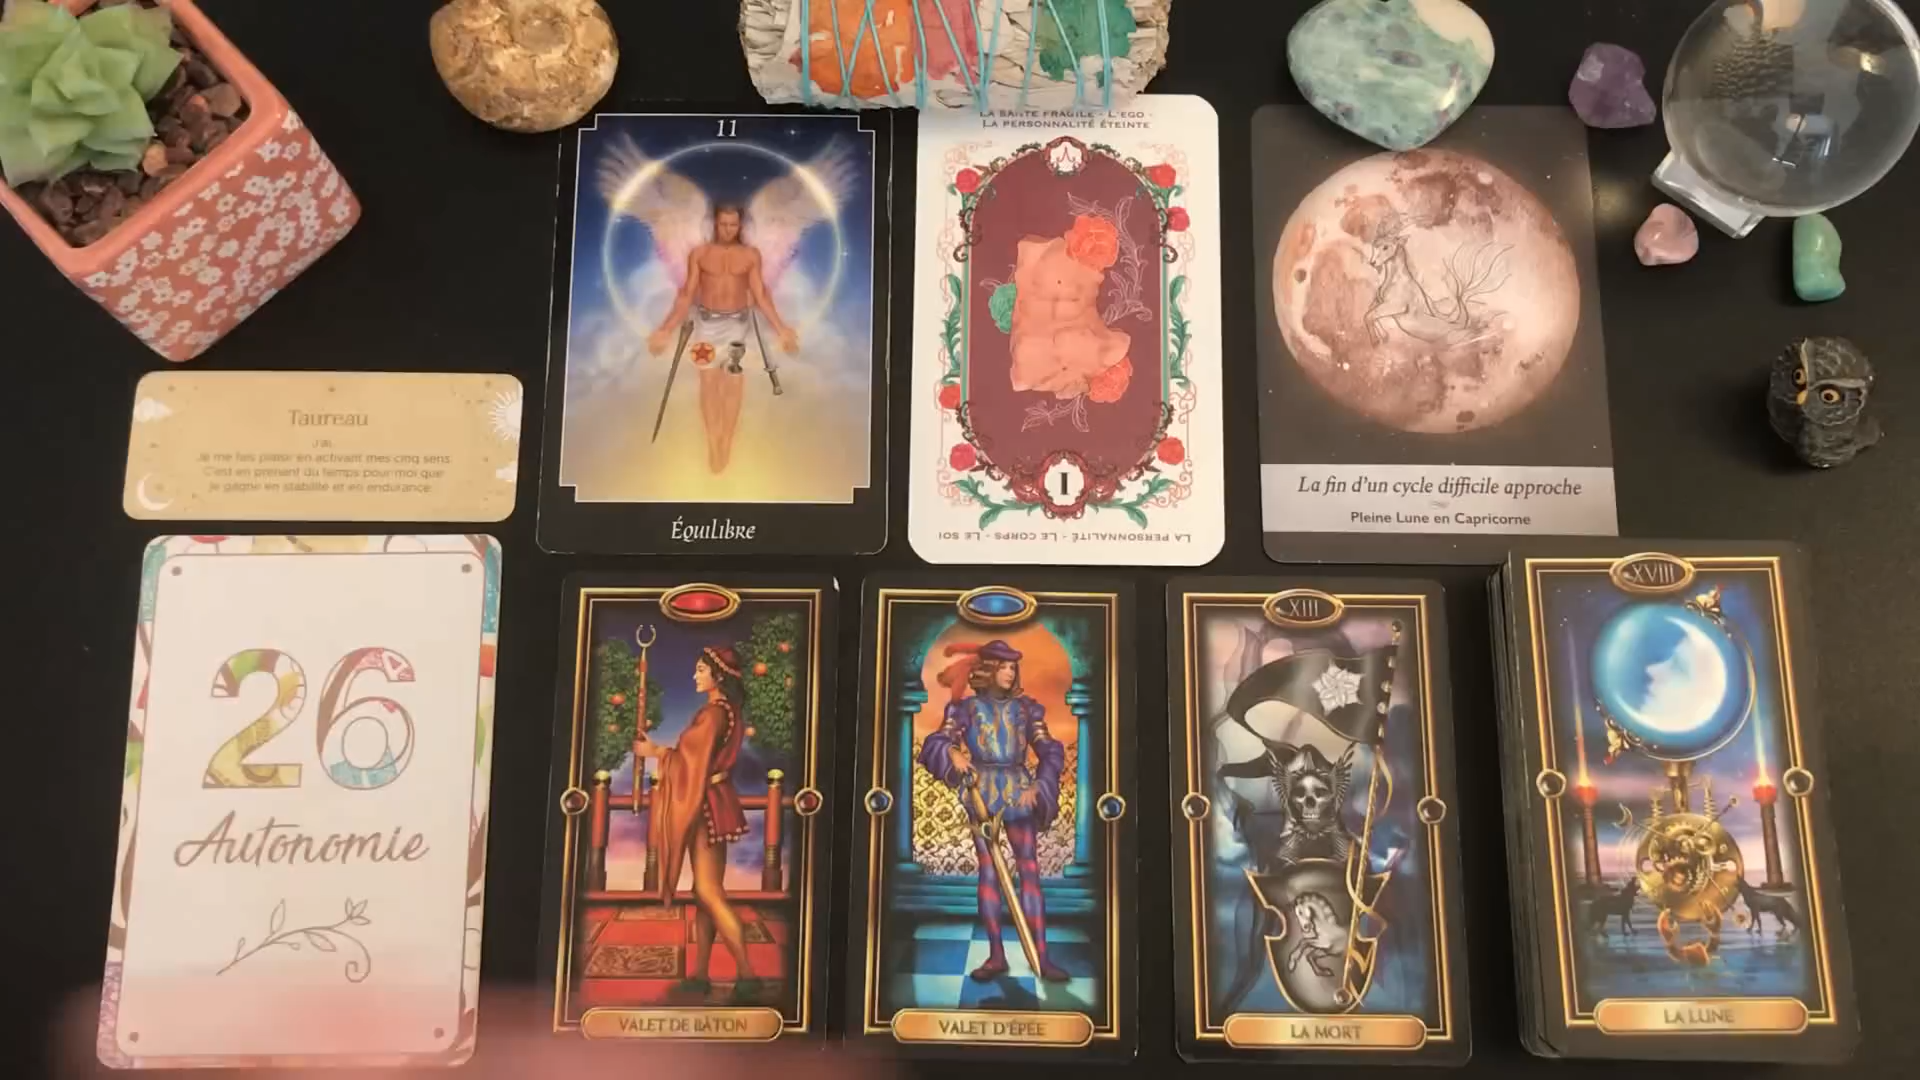 11
Équilibre
LA SANTÉ FRAGILE - L'EGO -
LA PERSONNALITÉ ÉTEINTE
I
LA PERSONNALITÉ - LE CORPS - LE SOI
La fin d'un cycle difficile approche
Pleine Lune en Capricorne
Taureau
J'ai
Je me fais plaisir en activant mes cinq sens.
C'est en prenant du temps pour moi que
je gagne en stabilité et en endurance.
26
Autonomie
VALET DE BÂTON
VALET D'ÉPÉE
XIII
LA MORT
XVIII
LA LUNE